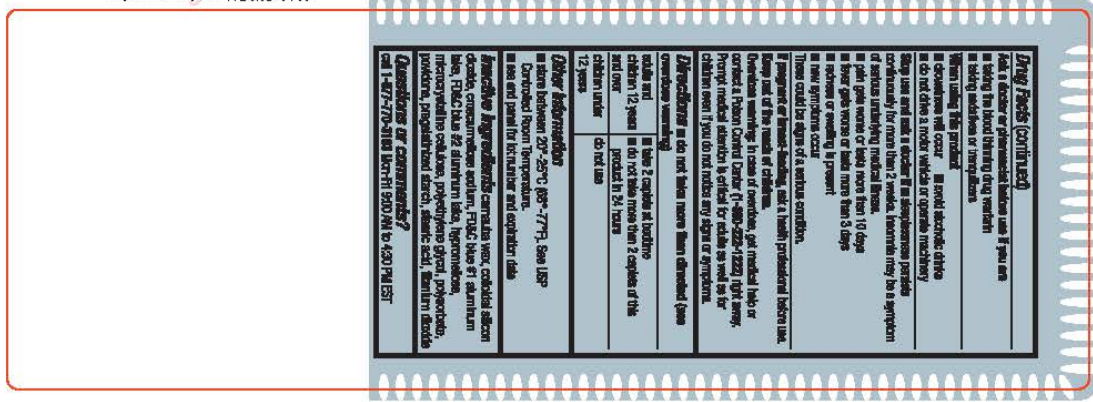 Drug Facts (continued)
Ask a doctor or pharmacist before use if you are
■ taking the blood thinning drug warfarin
■ taking sedatives or tranquilizers
When using this product
■ drowsiness will occur ■ avoid alcoholic drinks
■ do not drive a motor vehicle or operate machinery
Stop use and ask a doctor if ■ sleeplessness persists
continuously for more than 2 weeks. Insomnia may be a symptom
of serious underlying medical illness.
■ pain gets worse or lasts more than 10 days
■ fever gets worse or lasts more than 3 days
■ redness or swelling is present
■ new symptoms occur
These could be signs of a serious condition.
If pregnant or breast-feeding, ask a health professional before use.
Keep out of the reach of children.
Overdose warning: In case of overdose, get medical help or
contact a Poison Control Center (1-800-222-1222) right away.
Prompt medical attention is critical for adults as well as for
children even if you do not notice any signs or symptoms.
Directions ■ do not take more than directed (see
overdose warning)
adults and
children 12 years
and over
■ take 2 caplets at bedtime
■ do not take more than 2 caplets of this
product in 24 hours
children under
12 years
do not use
Other information
■ store between 20°-25°C (68°-77°F). See USP
Controlled Room Temperature.
■ see end panel for lot number and expiration date
Inactive ingredients carnauba wax, colloidal silicon
dioxide, croscarmellose sodium, FD&C blue #1 aluminum
lake, FD&C blue #2 aluminum lake, hypromellose,
microcrystalline cellulose, polyethylene glycol, polysorbate,
povidone, pregelatinized starch, stearic acid, titanium dioxide
Questions or comments?
call 1-877-770-3183 Mon-Fri 9:00 AM to 4:30 PM EST